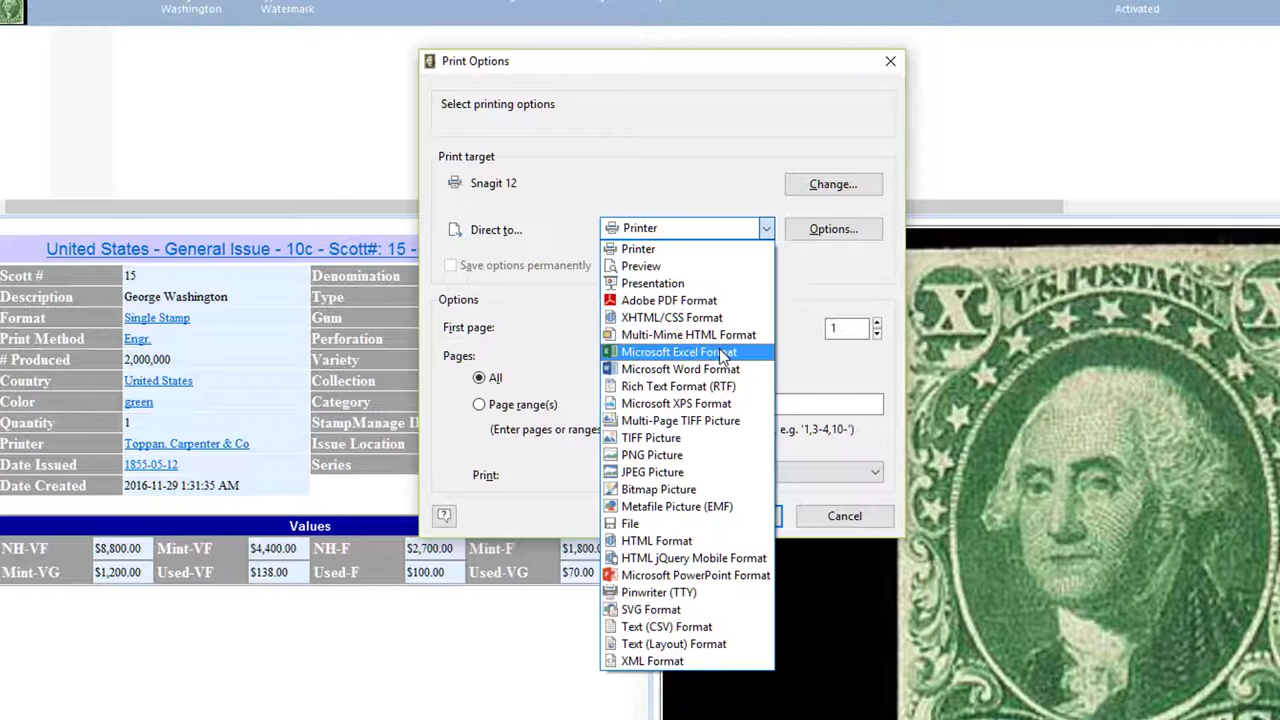 Washington
Watermark
Activated
Print Options
Select printing options
Print target
Snagit 12
Change...
Direct to...
Printer
Options...
Save options permanently
Options
First page:
1
Pages:
All
Page range(s)
(Enter pages or ranges
, e.g. '1,3-4,10-')
Print:
Cancel
Printer
Preview
Presentation
Adobe PDF Format
XHTML/CSS Format
Multi-Mime HTML Format
Microsoft Excel Format
Microsoft Word Format
Rich Text Format (RTF)
Microsoft XPS Format
Multi-Page TIFF Picture
TIFF Picture
PNG Picture
JPEG Picture
Bitmap Picture
Metafile Picture (EMF)
File
HTML Format
HTML jQuery Mobile Format
Microsoft PowerPoint Format
Pinwriter (TTY)
SVG Format
Text (CSV) Format
Text (Layout) Format
XML Format
United States - General Issue - 10c - Scott#: 15 -
Scott # 15 Denomination
Description George Washington Type
Format Single Stamp Gum
Print Method Engr. Perforation
# Produced 2,000,000 Variety
Country United States Collection
Color green Category
Quantity 1 StampManage I
Printer Toppan. Carpenter & Co Issue Location
Date Issued 1855-05-12 Series
Date Created 2016-11-29 1:31:35 AM
Values
NH-VF $8,800.00 Mint-VF $4,400.00 NH-F $2,700.00 Mint-F $1,800.
Mint-VG $1,200.00 Used-VF $138.00 Used-F $100.00 Used-VG $70.00
X U.S. POSTAGE X